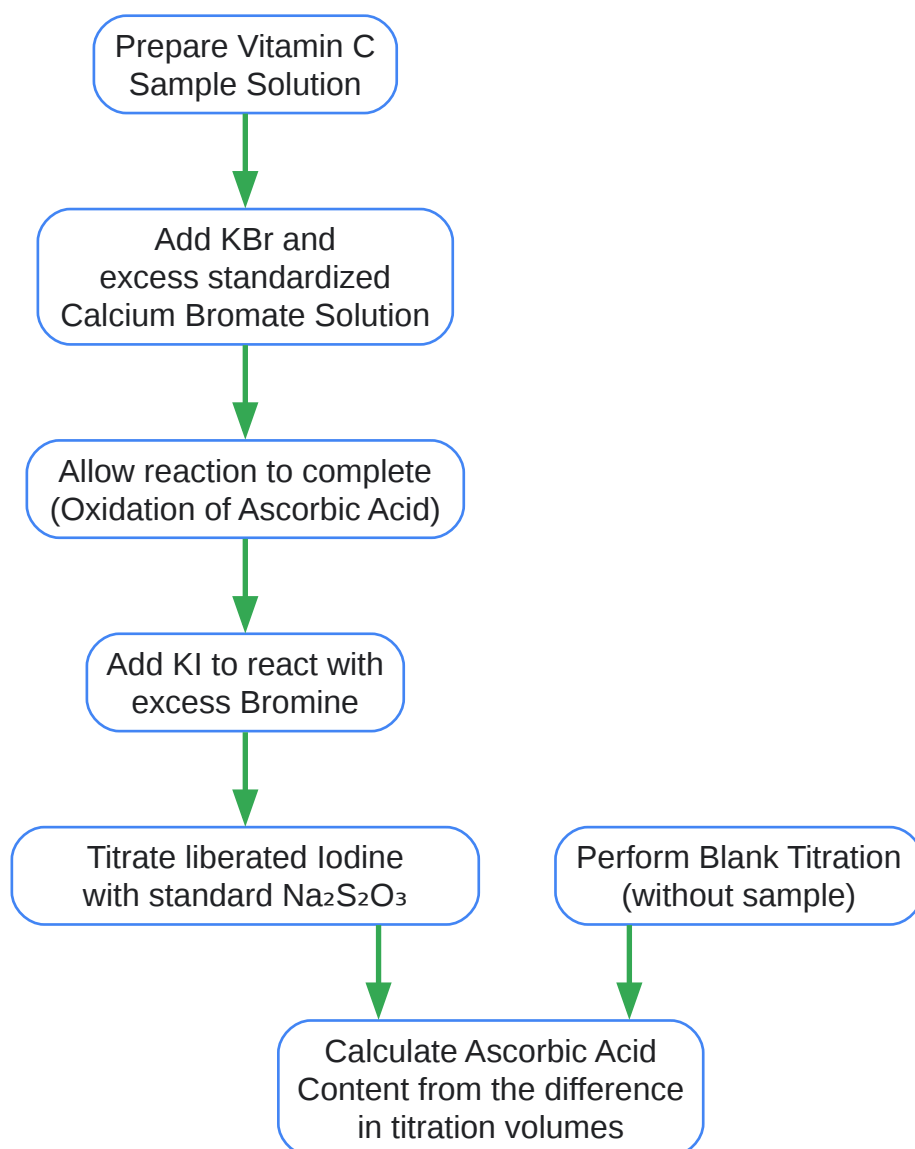 Prepare Vitamin C
Sample Solution
Add KBr and
excess standardized
Calcium Bromate Solution
Allow reaction to complete
(Oxidation of Ascorbic Acid)
Add KI to react with
excess Bromine
Titrate liberated Iodine
with standard Na₂S₂O₃
Perform Blank Titration
(without sample)
Calculate Ascorbic Acid
Content from the difference
in titration volumes